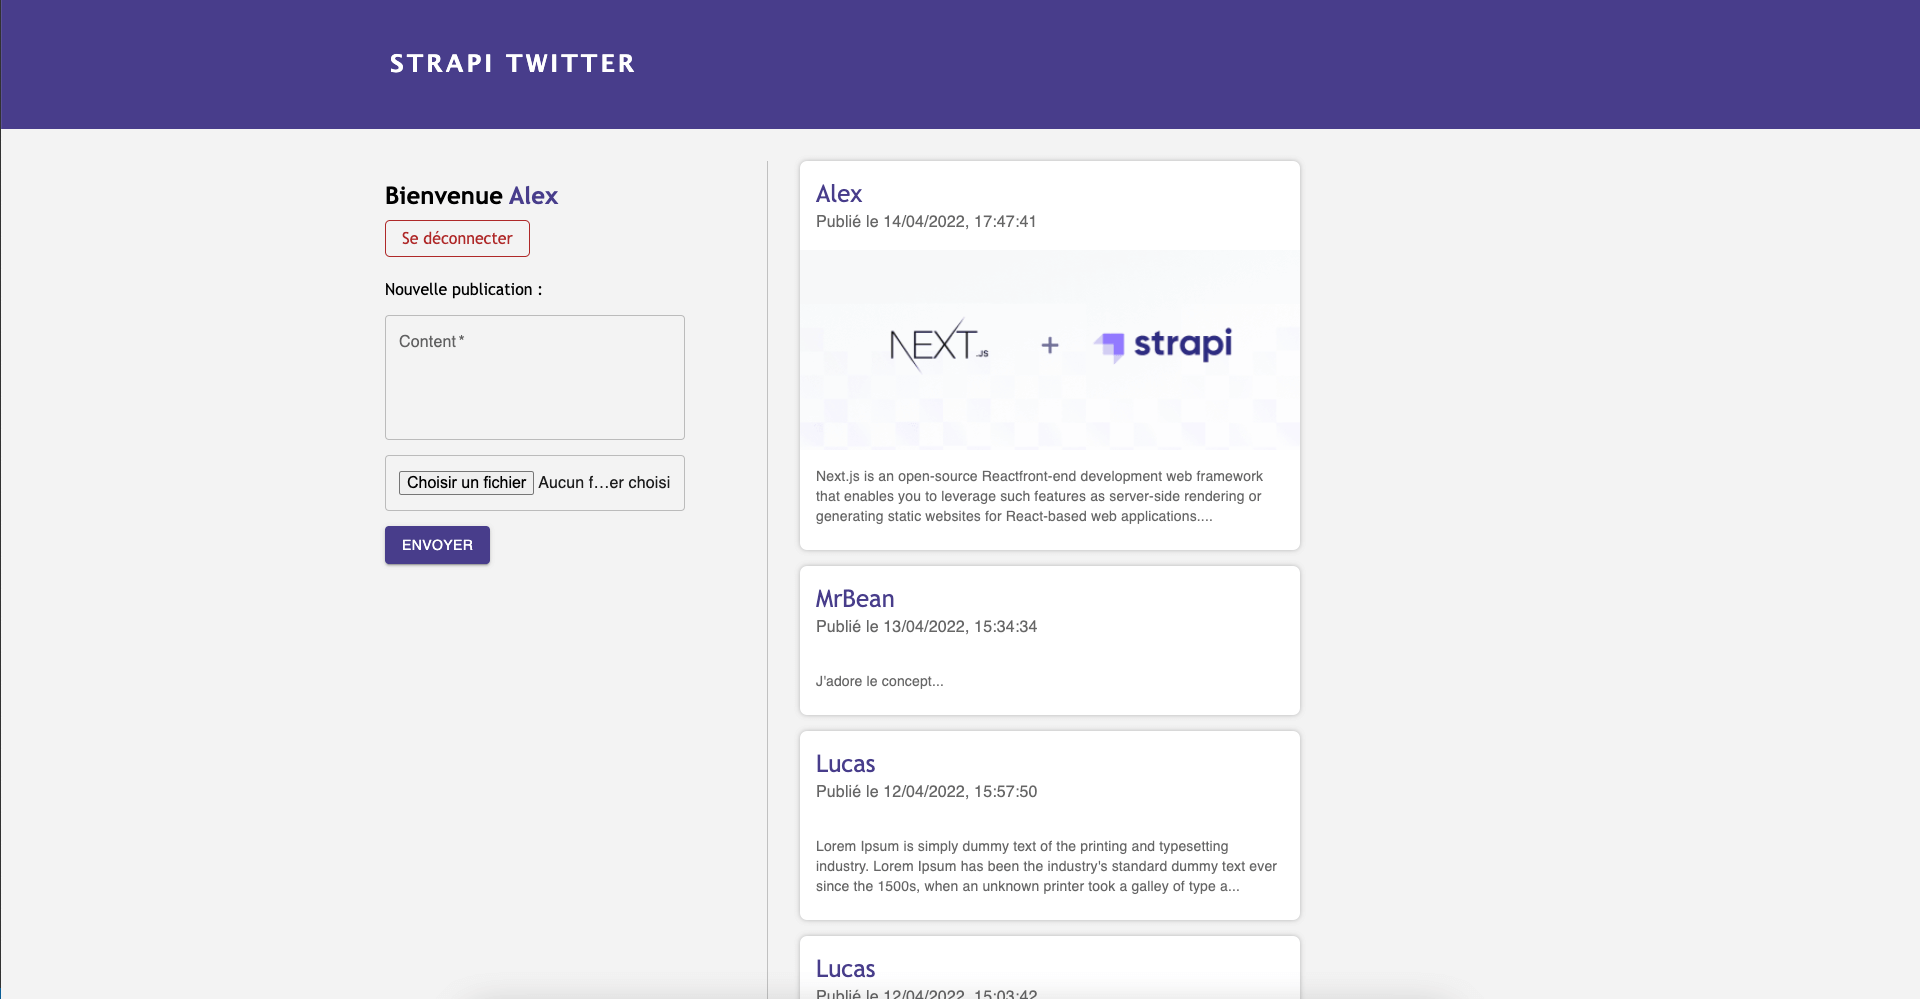 STRAPI TWITTER
Bienvenue Alex
Se déconnecter
Nouvelle publication :
Content *
Choisir un fichier Aucun f...er choisi
ENVOYER
Alex
Publié le 14/04/2022, 17:47:41
NEXT.JS + strapi
Next.js is an open-source Reactfront-end development web framework
that enables you to leverage such features as server-side rendering or
generating static websites for React-based web applications....
MrBean
Publié le 13/04/2022, 15:34:34
J'adore le concept...
Lucas
Publié le 12/04/2022, 15:57:50
Lorem Ipsum is simply dummy text of the printing and typesetting
industry. Lorem Ipsum has been the industry's standard dummy text ever
since the 1500s, when an unknown printer took a galley of type a...
Lucas
Publié le 12/04/2022, 15:03:42